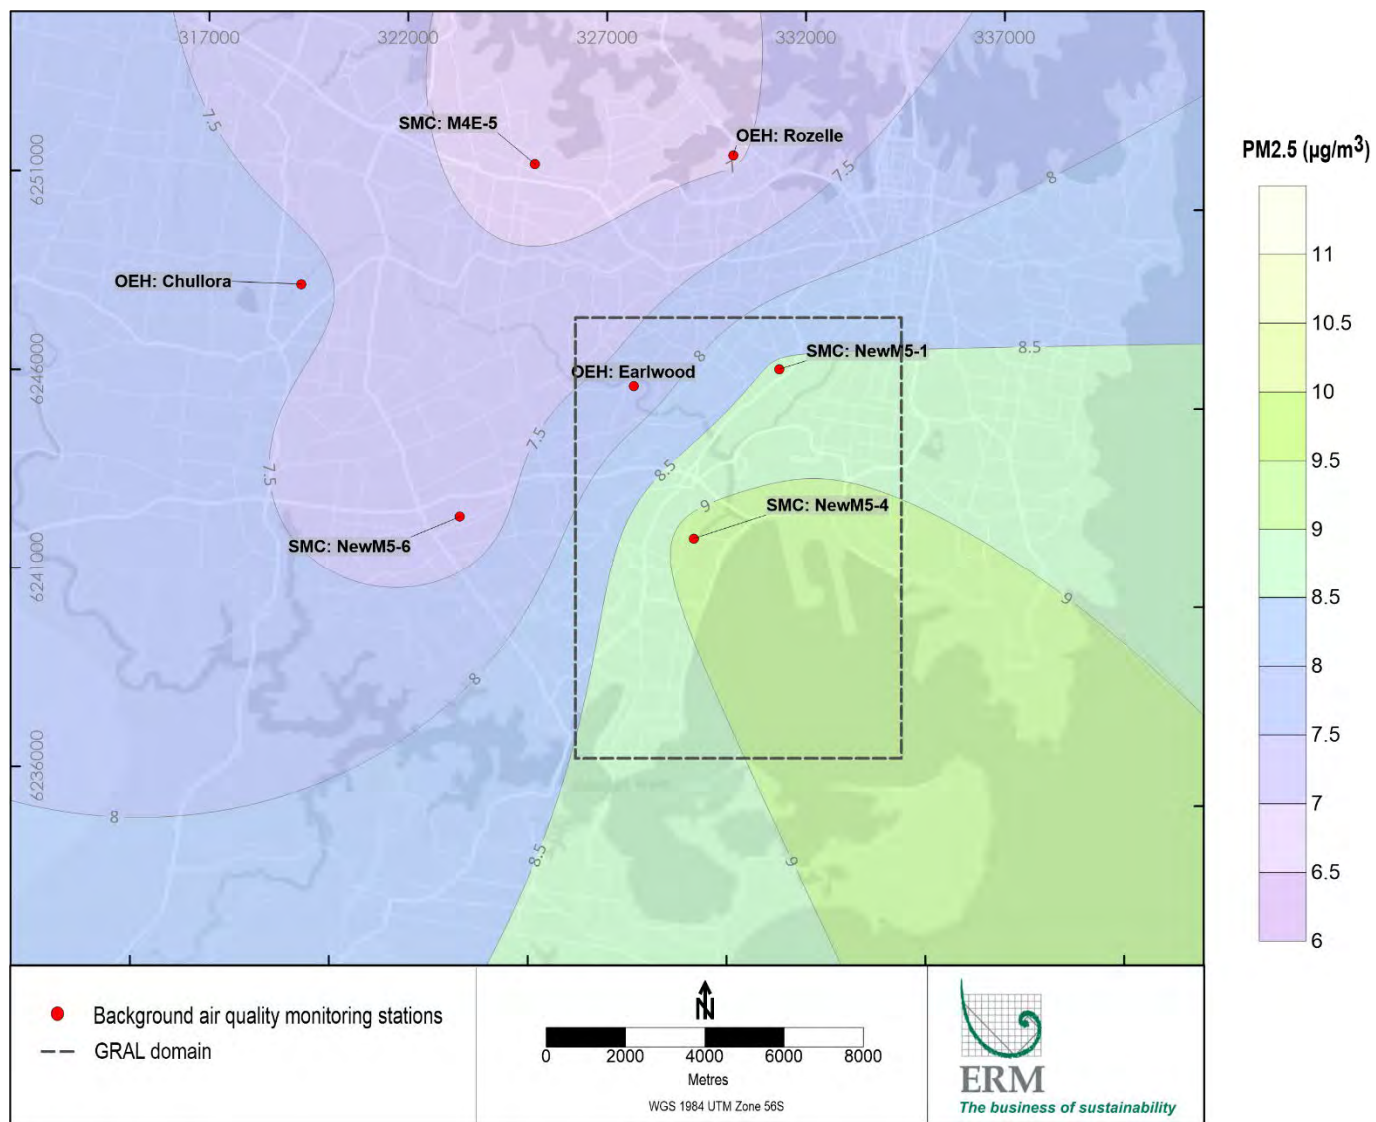 317000
322000
327000
332000
337000
7.5
SMC: M4E-5
OEH: Rozelle
7
7.5
8
6251000
OEH: Chullora
6246000
8
OEH: Earlwood
SMC: NewM5-1
8.5
7.5
7.5
8.5
9
SMC: NewM5-4
SMC: NewM5-6
6241000
9
8
6236000
8
8.5
9
PM2.5 (µg/m³)
11
10.5
10
9.5
9
8.5
8
7.5
7
6.5
6
Background air quality monitoring stations
GRAL domain
N
0 2000 4000 6000 8000
Metres
WGS 1984 UTM Zone 56S
ERM
The business of sustainability